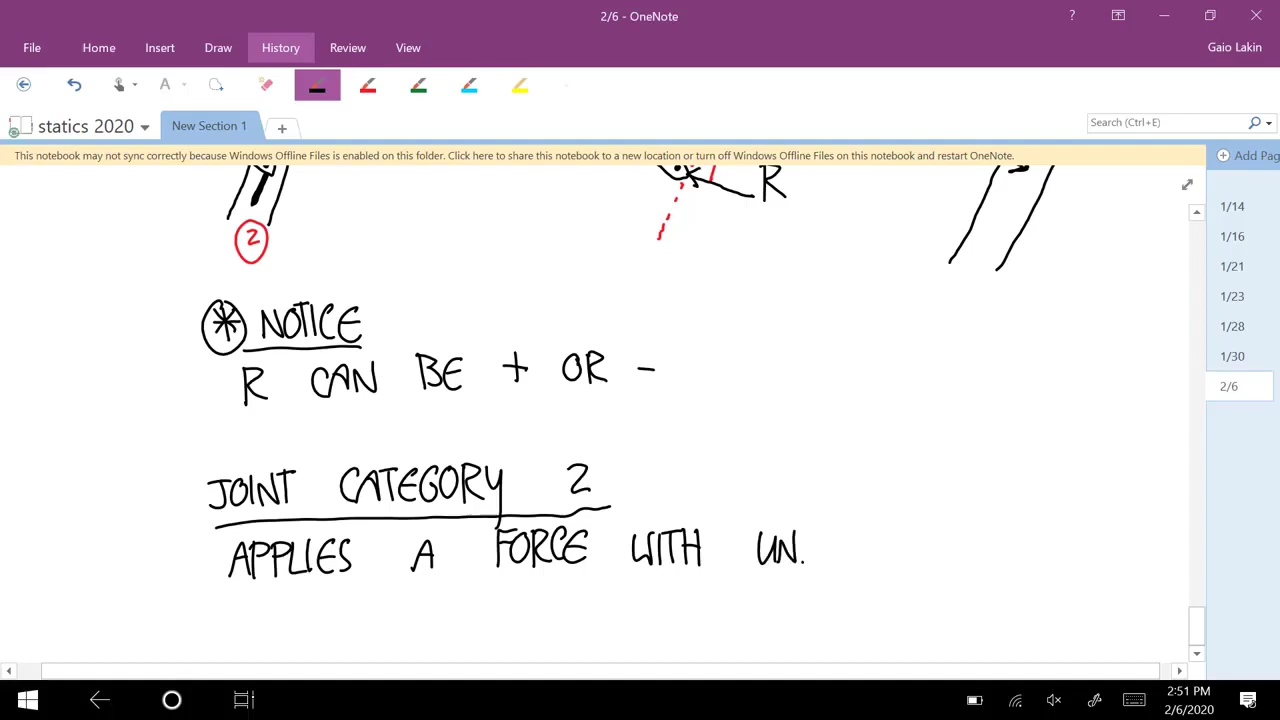 2/6 - OneNote
?
File Home Insert Draw History Review View
Gaio Lakin
A
statics 2020
New Section 1
Search (Ctrl+E)
This notebook may not sync correctly because Windows Offline Files is enabled on this folder. Click here to share this notebook to a new location or turn off Windows Offline Files on this notebook and restart OneNote.
Add Pag
1/14
1/16
1/21
1/23
1/28
1/30
2/6
R
2
* NOTICE
R CAN BE + OR -
JOINT CATEGORY 2
APPLIES A FORCE WITH UN.
2:51 PM
2/6/2020